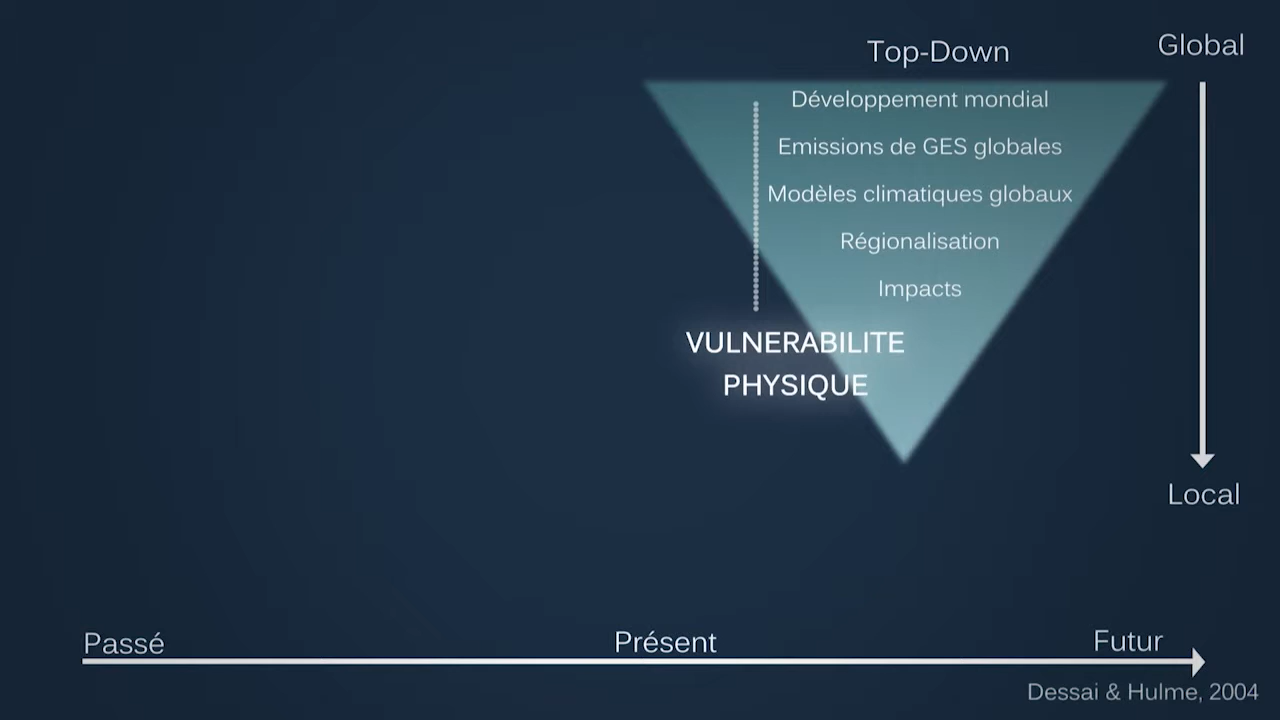 Top-Down
Global
Développement mondial
Emissions de GES globales
Modèles climatiques globaux
Régionalisation
Impacts
VULNERABILITE
PHYSIQUE
Local
Passé
Présent
Futur
Dessai & Hulme, 2004